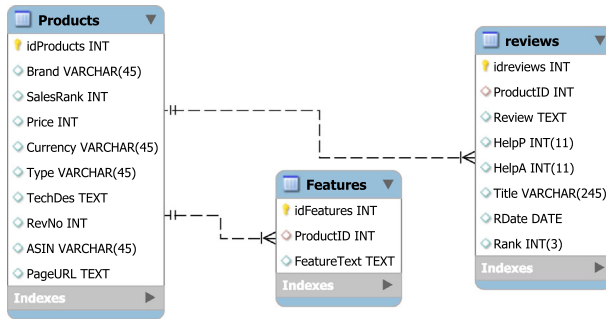 Products
idProducts INT
Brand VARCHAR(45)
SalesRank INT
Price INT
Currency VARCHAR(45)
Type VARCHAR(45)
TechDes TEXT
RevNo INT
ASIN VARCHAR(45)
PageURL TEXT
Indexes
Features
idFeatures INT
ProductID INT
FeatureText TEXT
Indexes
reviews
idreviews INT
ProductID INT
Review TEXT
HelpP INT(11)
HelpA INT(11)
Title VARCHAR(245)
RDate DATE
Rank INT(3)
Indexes